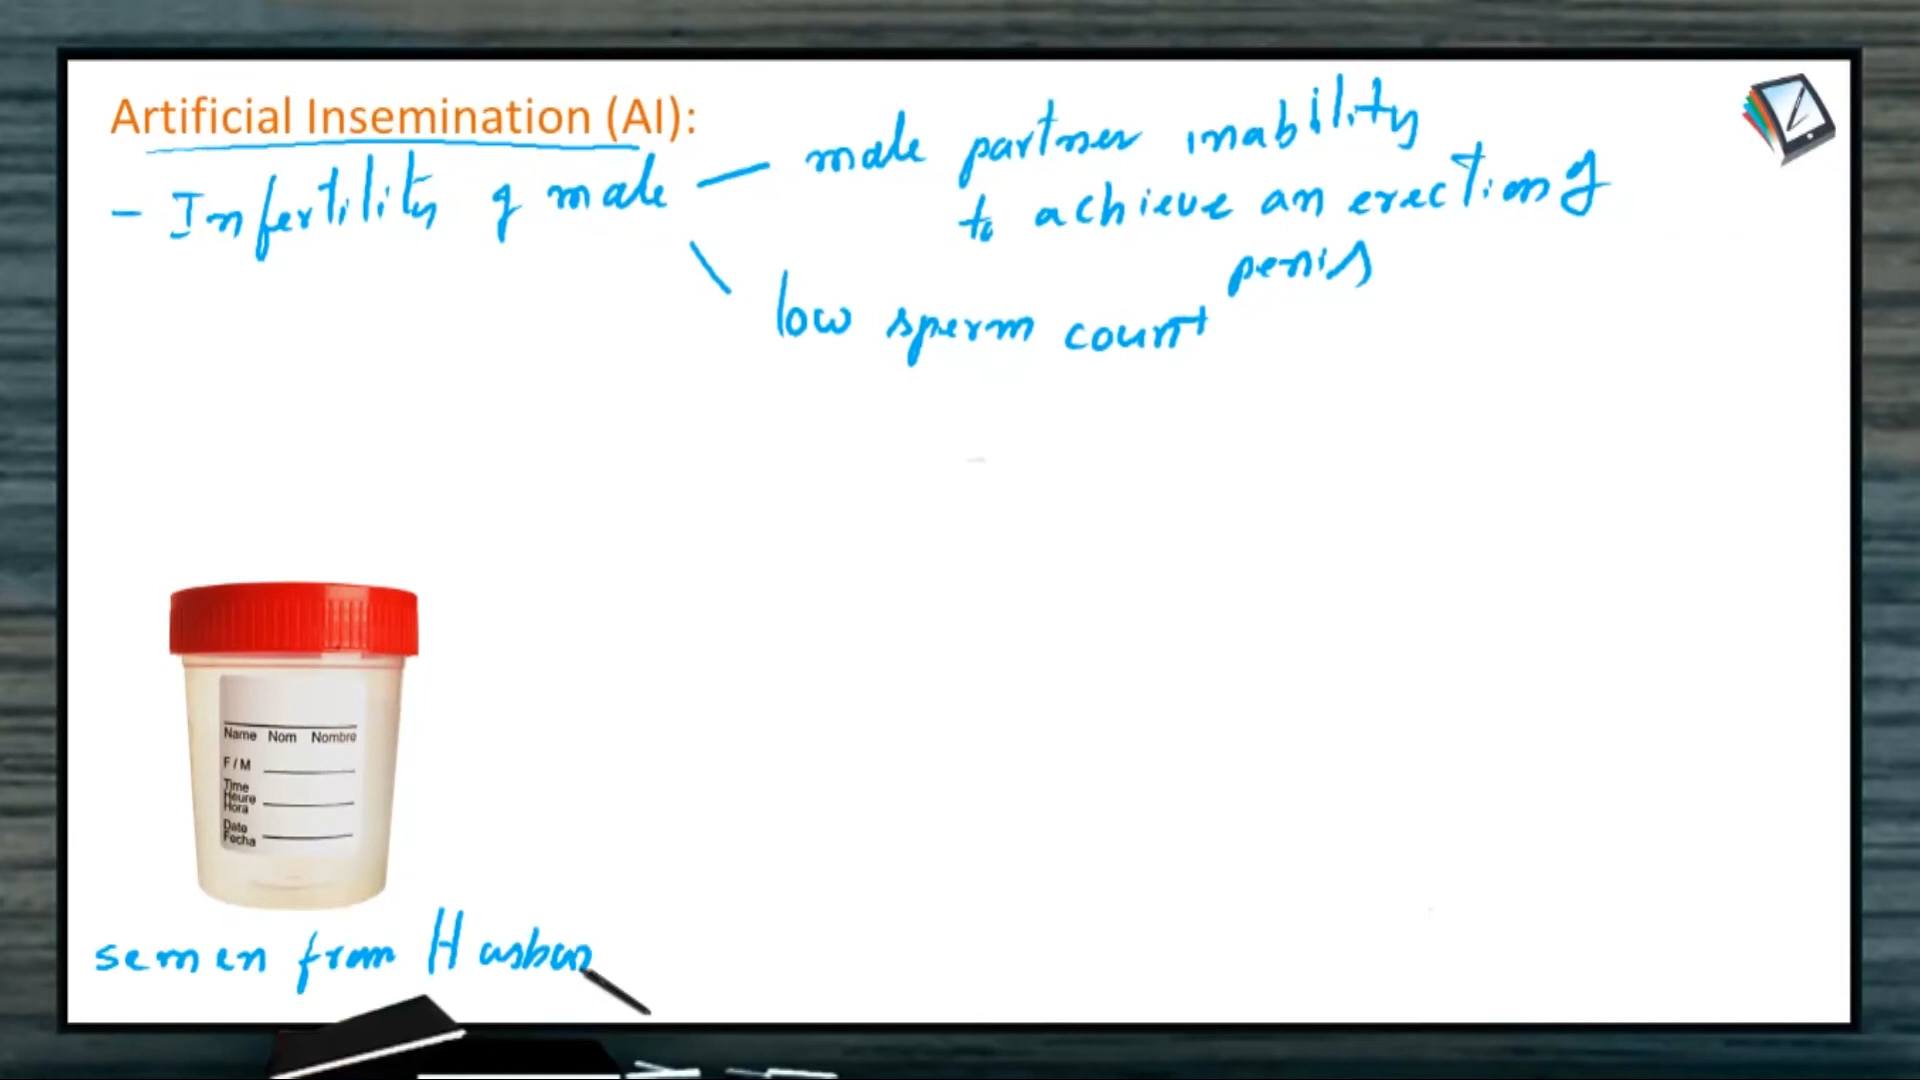 Artificial Insemination (AI):
- Infertility of male — male partner inability
to achieve an erection of
penis
low sperm count
Name Nom Nombre
F / M
Time
Heure
Hora
Date
Fecha
semen from Husban